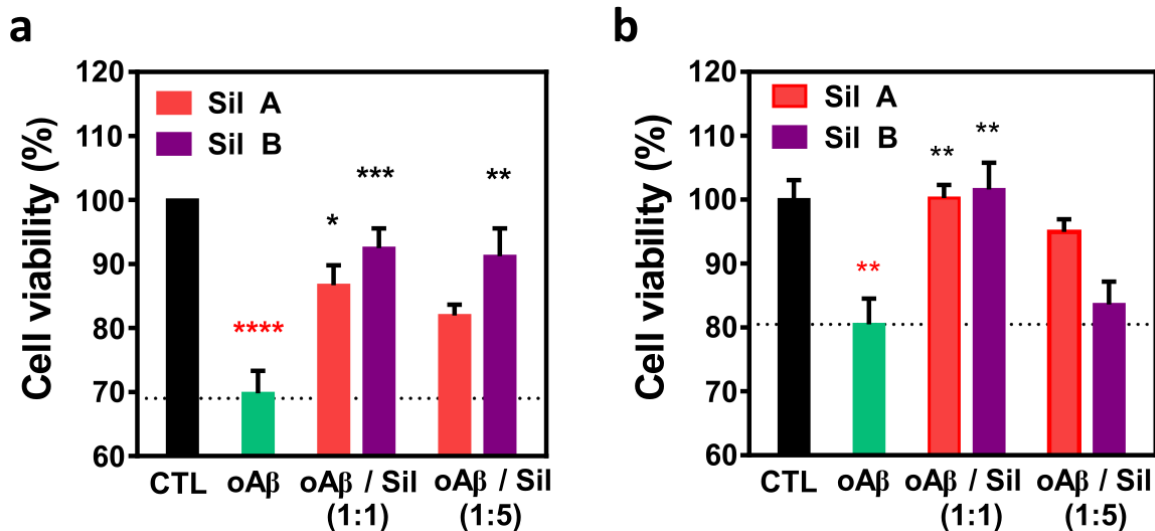 a
Cell viability (%)
120
110
100
90
80
70
60
Sil A
Sil B
****
*
***
**
CTL
oAβ
oAβ / Sil
(1:1)
oAβ / Sil
(1:5)
b
Cell viability (%)
120
110
100
90
80
70
60
Sil A
Sil B
**
**
**
CTL
oAβ
oAβ / Sil
(1:1)
oAβ / Sil
(1:5)